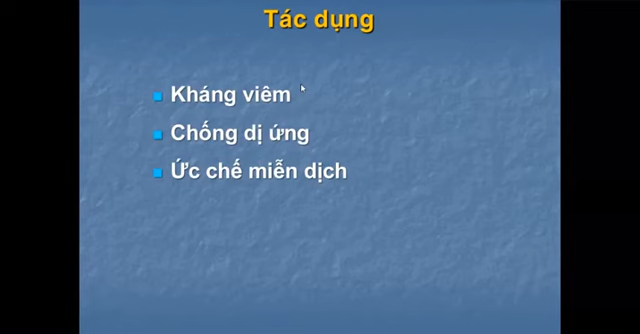 Tác dụng
Kháng viêm
Chống dị ứng
Ức chế miễn dịch